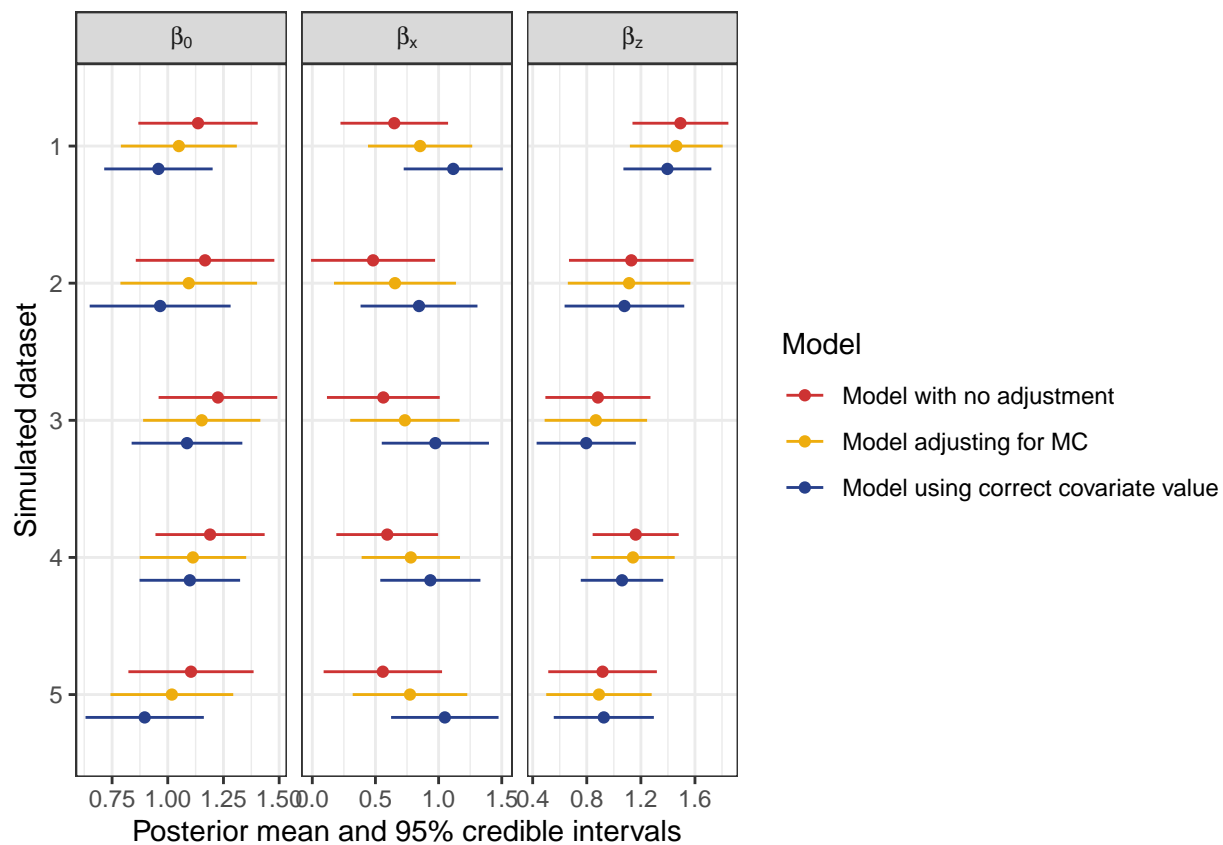 β₀ βₓ β_z
1
2
3
4
5
Simulated dataset
0.75 1.00 1.25 1.50 0.0 0.5 1.0 1.5 0.4 0.8 1.2 1.6
Posterior mean and 95% credible intervals
Model
Model with no adjustment
Model adjusting for MC
Model using correct covariate value